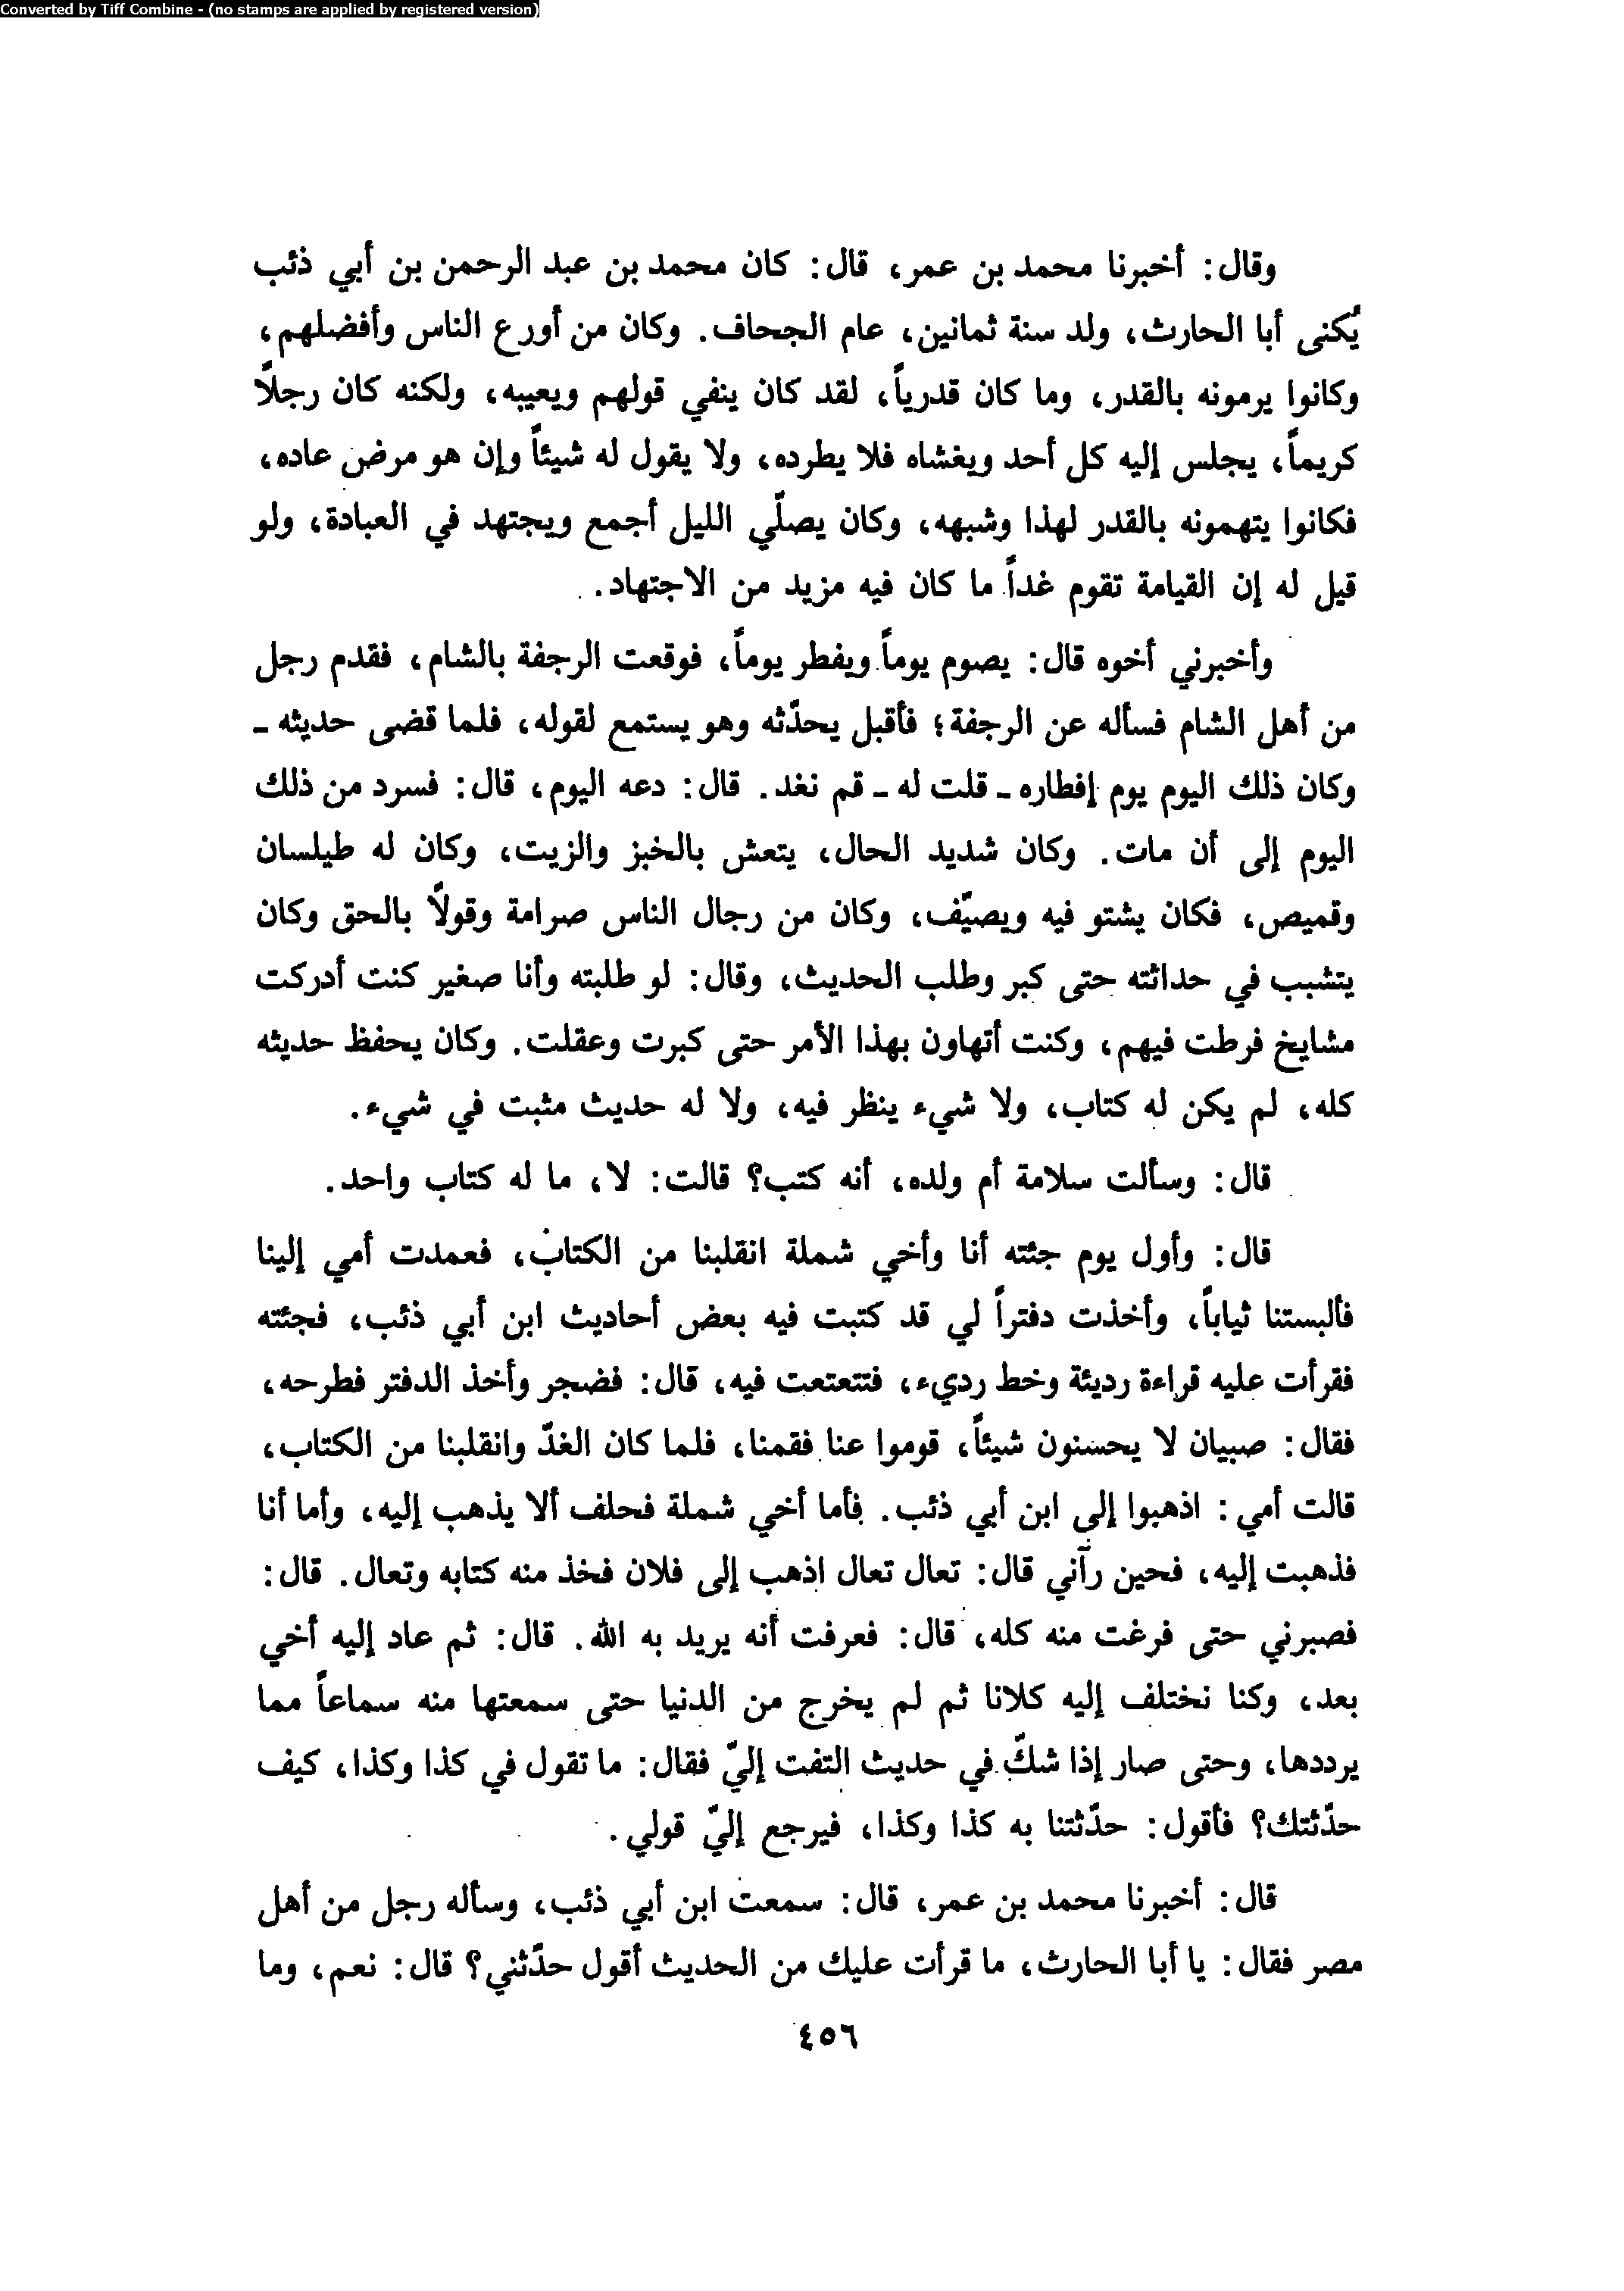 Converted by Tiff Combine - (no stamps are applied by registered version)
وقال: أخبرنا محمد بن عمر، قال: كان محمد بن عبد الرحمن بن أبي ذئب
يُكنى أبا الحارث، ولد سنة ثمانين، عام الجحاف. وكان من أورع الناس وأفضلهم،
وكانوا يرمونه بالقدر، وما كان قدرياً، لقد كان ينفي قولهم ويعيبه، ولكنه كان رجلاً
كريماً، يجلس إليه كل أحد ويغشاه فلا يطرده، ولا يقول له شيئاً وإن هو مرض عاده،
فكانوا يتهمونه بالقدر لهذا وشبهه، وكان يصلّي الليل أجمع ويجتهد في العبادة، ولو
قيل له إن القيامة تقوم غداً ما كان فيه مزيد من الاجتهاد.
وأخبرني أخوه قال: يصوم يوماً ويفطر يوماً، فوقعت الرجفة بالشام، فقدم رجل
من أهل الشام فسأله عن الرجفة؛ فأقبل يحدّثه وهو يستمع لقوله، فلما قضى حديثه ـ
وكان ذلك اليوم يوم إفطاره ـ قلت له ـ قم نغد. قال: دعه اليوم، قال: فسرد من ذلك
اليوم إلى أن مات. وكان شديد الحال، يتعش بالخبز والزيت، وكان له طيلسان
وقميص، فكان يشتو فيه ويصيّف، وكان من رجال الناس صرامة وقولاً بالحق وكان
يتشبب في حداثته حتى كبر وطلب الحديث، وقال: لو طلبته وأنا صغير كنت أدركت
مشايخ فرطت فيهم، وكنت أتهاون بهذا الأمر حتى كبرت وعقلت. وكان يحفظ حديثه
كله، لم يكن له كتاب، ولا شيء ينظر فيه، ولا له حديث مثبت في شيء.
قال: وسألت سلامة أم ولده، أنه كتب؟ قالت: لا، ما له كتاب واحد.
قال: وأول يوم جئته أنا وأخي شملة انقلبنا من الكتاب، فعمدت أمي إلينا
فألبستنا ثياباً، وأخذت دفتراً لي قد كتبت فيه بعض أحاديث ابن أبي ذئب، فجئته
فقرأت عليه قراءة رديئة وخط رديء، فتتعتعت فيه، قال: فضجر وأخذ الدفتر فطرحه،
فقال: صبيان لا يحسنون شيئاً، قوموا عنا فقمنا، فلما كان الغدّ وانقلبنا من الكتاب،
قالت أمي: اذهبوا إلى ابن أبي ذئب. فأما أخي شملة فحلف ألا يذهب إليه، وأما أنا
فذهبت إليه، فحين رآني قال: تعال تعال اذهب إلى فلان فخذ منه كتابه وتعال. قال:
فصبرني حتى فرغت منه كله، قال: فعرفت أنه يريد به الله. قال: ثم عاد إليه أخي
بعد، وكنا نختلف إليه كلانا ثم لم يخرج من الدنيا حتى سمعتها منه سماعاً مما
يرددها، وحتى صار إذا شكّ في حديث التفت إليّ فقال: ما تقول في كذا وكذا، كيف
حدّثتك؟ فأقول: حدّثتنا به كذا وكذا، فيرجع إليّ قولي.
قال: أخبرنا محمد بن عمر، قال: سمعت ابن أبي ذئب، وسأله رجل من أهل
مصر فقال: يا أبا الحارث، ما قرأت عليك من الحديث أقول حدّثني؟ قال: نعم، وما
٤٥٦